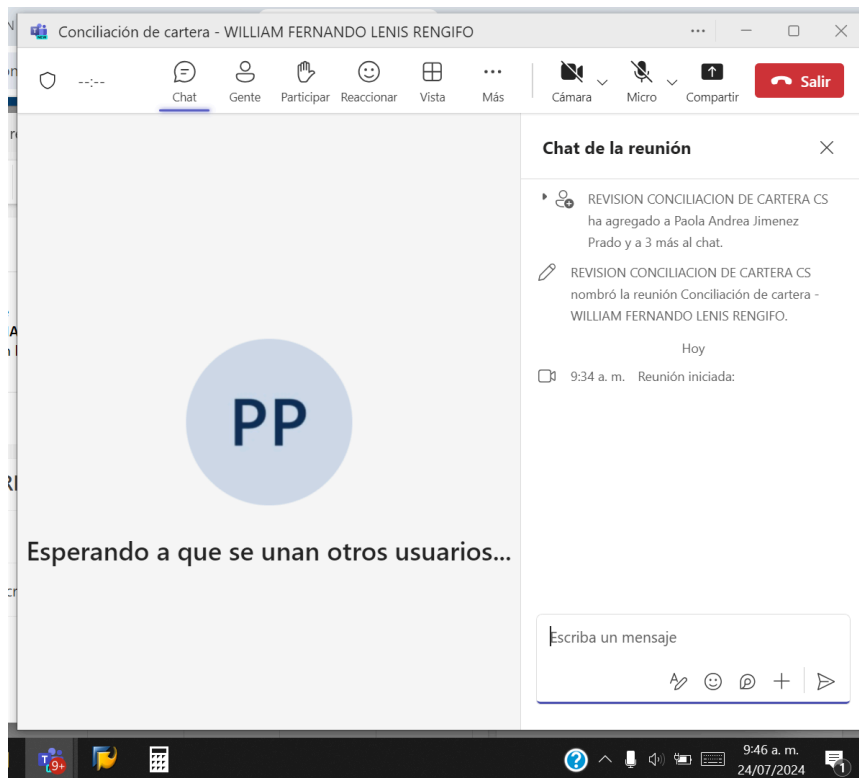 Conciliación de cartera - WILLIAM FERNANDO LENIS RENGIFO
--:--
Chat
Gente
Participar
Reaccionar
Vista
Más
Cámara
Micro
Compartir
Salir
Chat de la reunión
REVISION CONCILIACION DE CARTERA CS
ha agregado a Paola Andrea Jimenez
Prado y a 3 más al chat.
REVISION CONCILIACION DE CARTERA CS
nombró la reunión Conciliación de cartera -
WILLIAM FERNANDO LENIS RENGIFO.
Hoy
9:34 a. m. Reunión iniciada:
PP
Esperando a que se unan otros usuarios...
Escriba un mensaje
9+
9:46 a. m.
24/07/2024
1